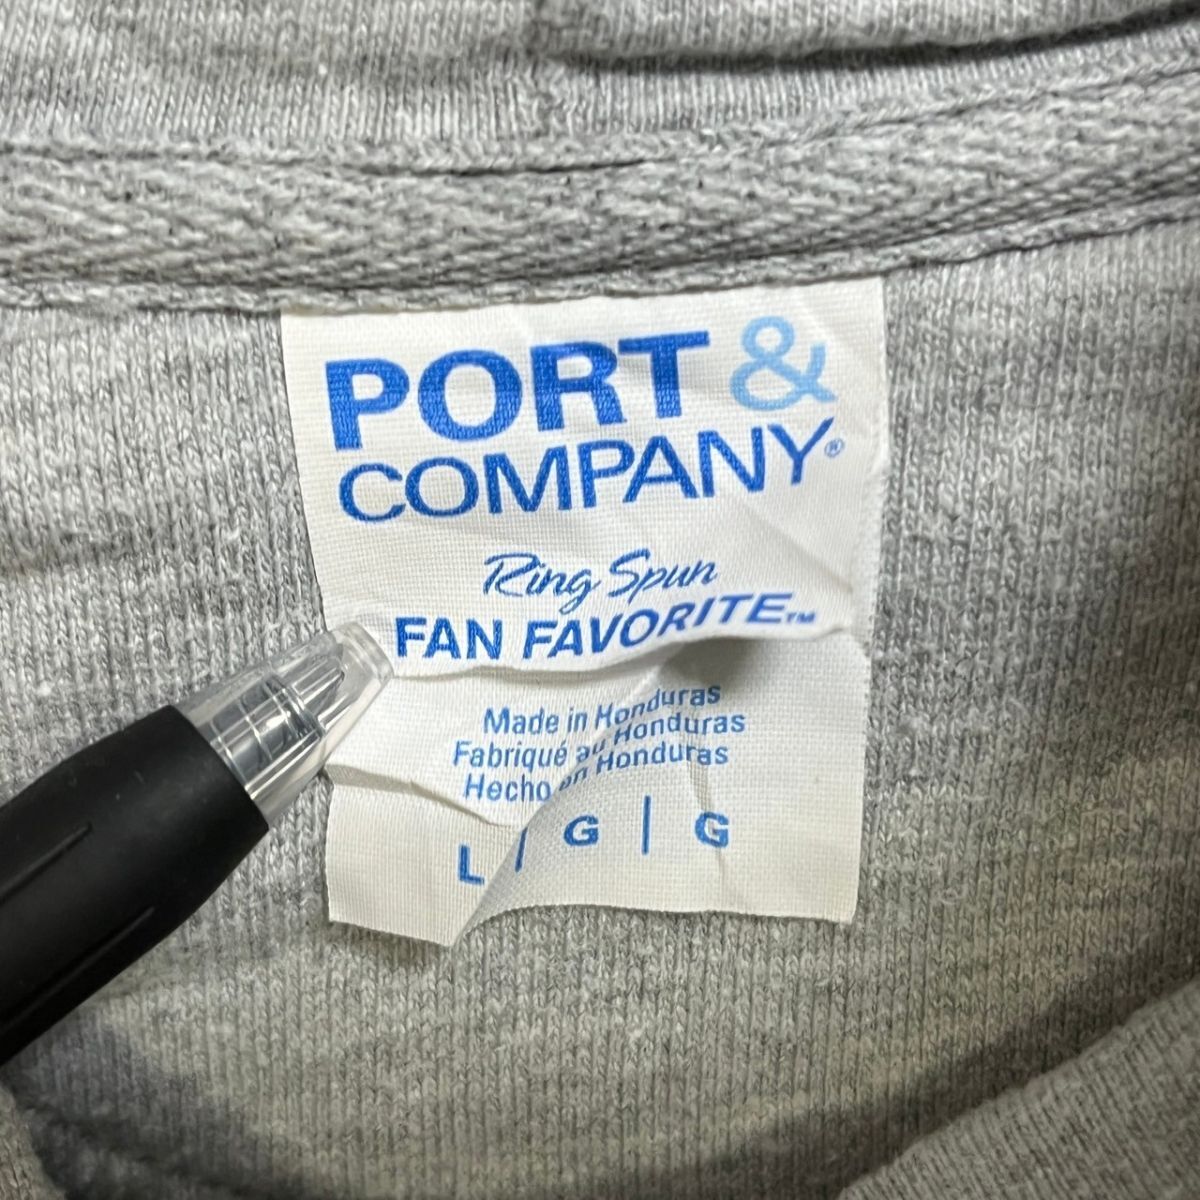 PORT &
COMPANY®
Ring Spun
FAN FAVORITE™
Made in Honduras
Fabriqué au Honduras
Hecho en Honduras
L | G | G